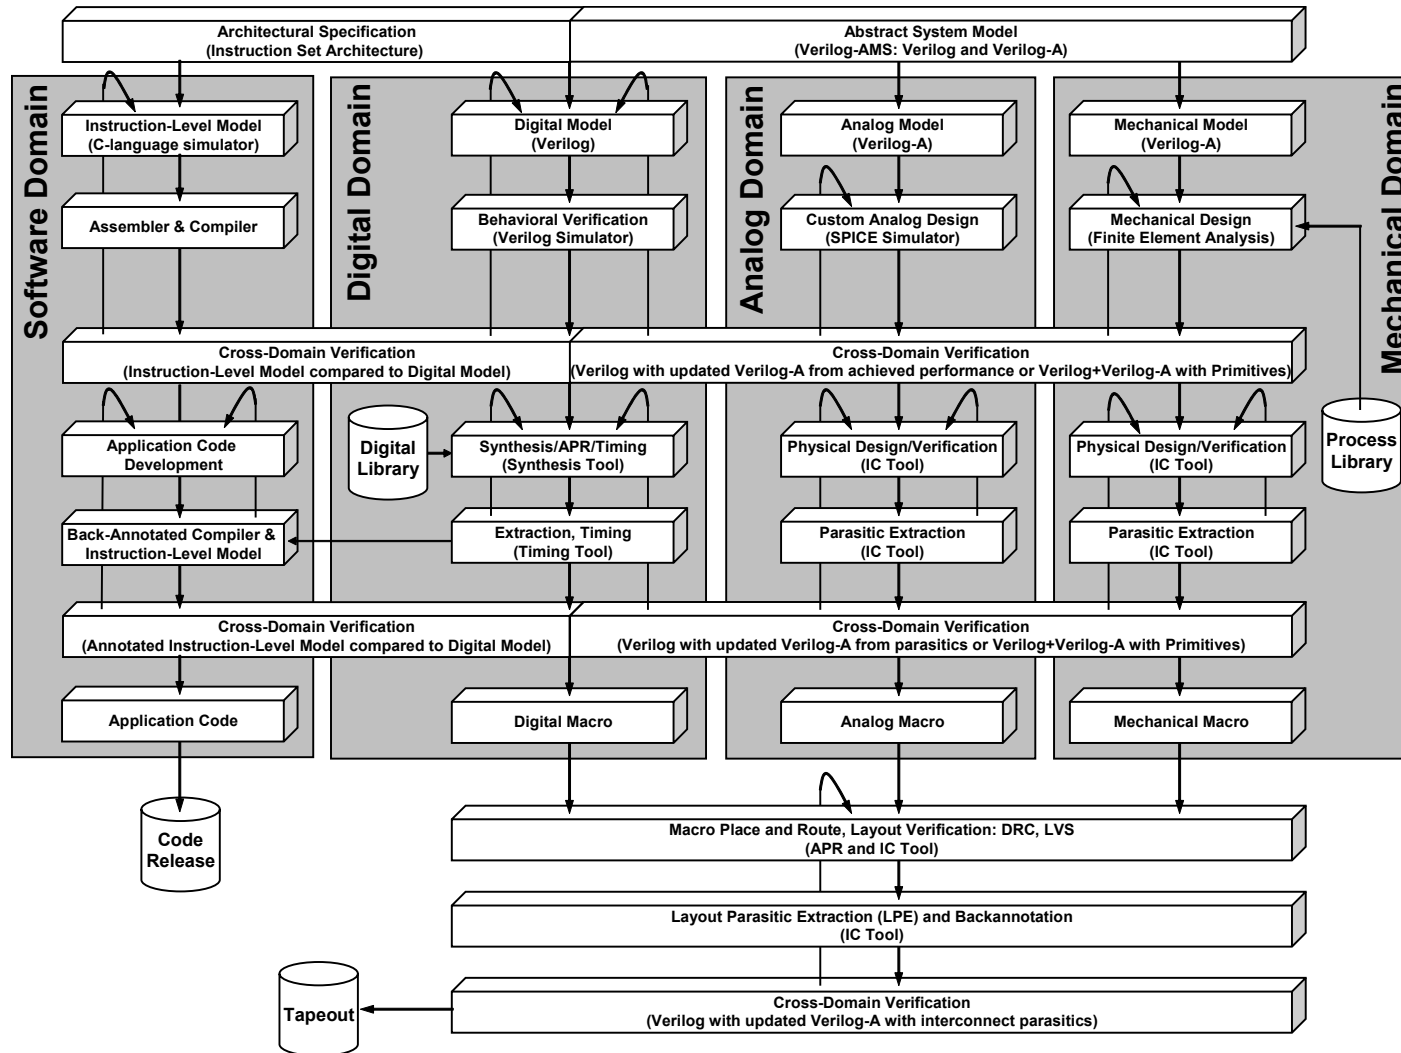 Architectural Specification
(Instruction Set Architecture)
Abstract System Model
(Verilog-AMS: Verilog and Verilog-A)
Software Domain
Digital Domain
Analog Domain
Mechanical Domain
Instruction-Level Model
(C-language simulator)
Digital Model
(Verilog)
Analog Model
(Verilog-A)
Mechanical Model
(Verilog-A)
Assembler & Compiler
Behavioral Verification
(Verilog Simulator)
Custom Analog Design
(SPICE Simulator)
Mechanical Design
(Finite Element Analysis)
Cross-Domain Verification
(Instruction-Level Model compared to Digital Model)
Cross-Domain Verification
(Verilog with updated Verilog-A from achieved performance or Verilog+Verilog-A with Primitives)
Application Code
Development
Digital
Library
Synthesis/APR/Timing
(Synthesis Tool)
Physical Design/Verification
(IC Tool)
Physical Design/Verification
(IC Tool)
Process
Library
Back-Annotated Compiler &
Instruction-Level Model
Extraction, Timing
(Timing Tool)
Parasitic Extraction
(IC Tool)
Parasitic Extraction
(IC Tool)
Cross-Domain Verification
(Annotated Instruction-Level Model compared to Digital Model)
Cross-Domain Verification
(Verilog with updated Verilog-A from parasitics or Verilog+Verilog-A with Primitives)
Application Code
Digital Macro
Analog Macro
Mechanical Macro
Code
Release
Macro Place and Route, Layout Verification: DRC, LVS
(APR and IC Tool)
Layout Parasitic Extraction (LPE) and Backannotation
(IC Tool)
Tapeout
Cross-Domain Verification
(Verilog with updated Verilog-A with interconnect parasitics)